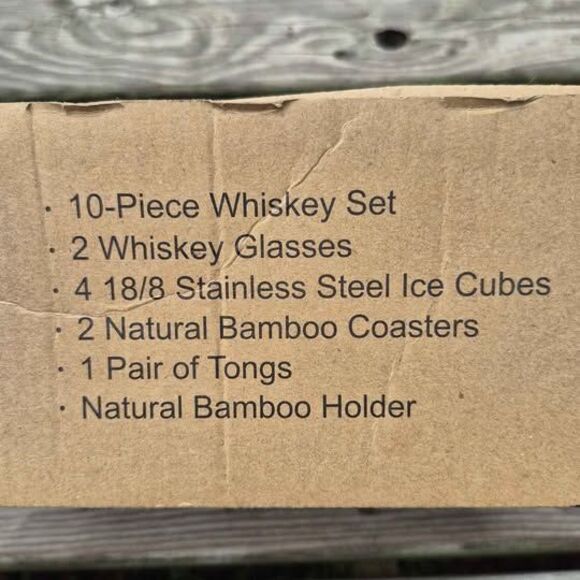 · 10-Piece Whiskey Set
· 2 Whiskey Glasses
· 4 18/8 Stainless Steel Ice Cubes
· 2 Natural Bamboo Coasters
· 1 Pair of Tongs
· Natural Bamboo Holder